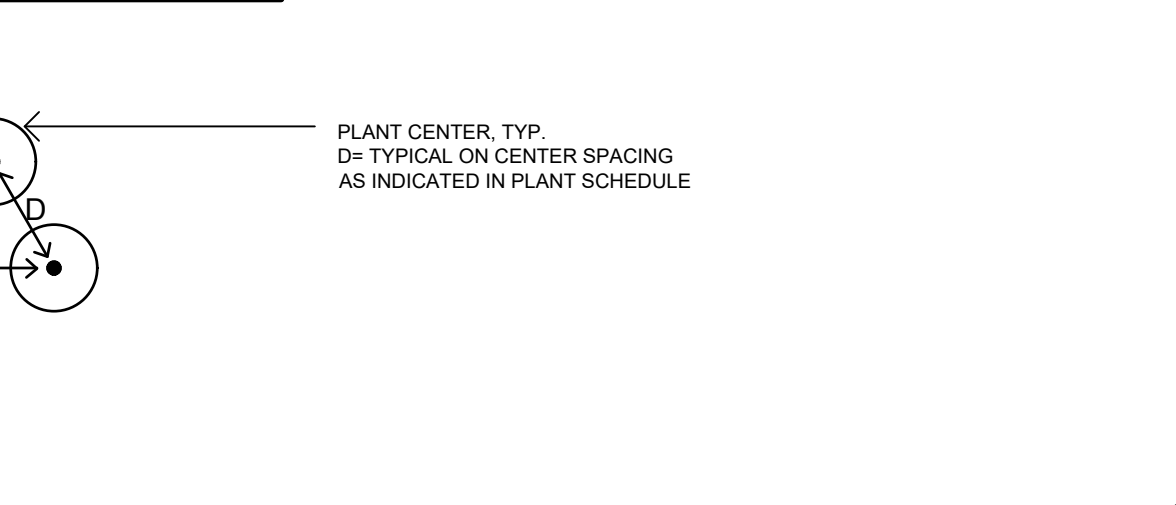 PLANT CENTER, TYP.
D= TYPICAL ON CENTER SPACING
AS INDICATED IN PLANT SCHEDULE
D